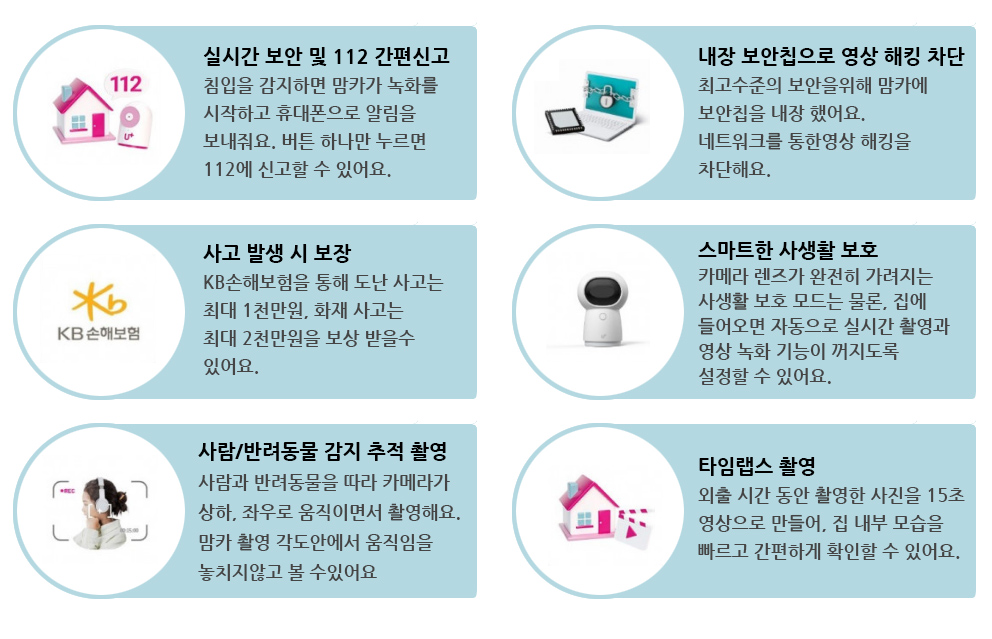 실시간 보안 및 112 간편신고
침입을 감지하면 맘카가 녹화를
시작하고 휴대폰으로 알림을
보내줘요. 버튼 하나만 누르면
112에 신고할 수 있어요.
112
U+
내장 보안칩으로 영상 해킹 차단
최고수준의 보안을위해 맘카에
보안칩을 내장 했어요.
네트워크를 통한영상 해킹을
차단해요.
사고 발생 시 보장
KB손해보험을 통해 도난 사고는
최대 1천만원, 화재 사고는
최대 2천만원을 보상 받을수
있어요.
KB손해보험
스마트한 사생활 보호
카메라 렌즈가 완전히 가려지는
사생활 보호 모드는 물론, 집에
들어오면 자동으로 실시간 촬영과
영상 녹화 기능이 꺼지도록
설정할 수 있어요.
사람/반려동물 감지 추적 촬영
사람과 반려동물을 따라 카메라가
상하, 좌우로 움직이면서 촬영해요.
맘카 촬영 각도안에서 움직임을
놓치지않고 볼 수있어요
REC
타임랩스 촬영
외출 시간 동안 촬영한 사진을 15초
영상으로 만들어, 집 내부 모습을
빠르고 간편하게 확인할 수 있어요.